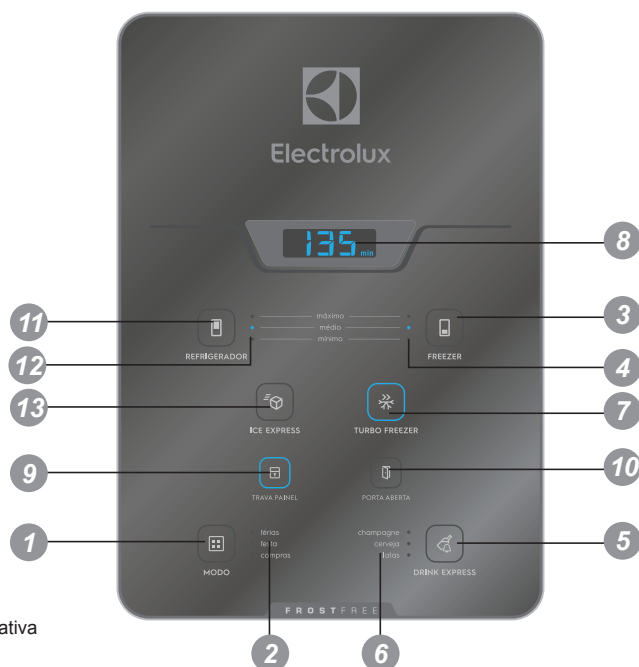 Electrolux
135 min
8
11
REFRIGERADOR
máximo
médio
mínimo
3
FREEZER
12
4
13
ICE EXPRESS
TURBO FREEZER
7
9
TRAVA PAINEL
PORTA ABERTA
10
1
MODO
férias
festa
compras
champagne
cerveja
latas
DRINK EXPRESS
5
FROSTFREE
ativa
2
6